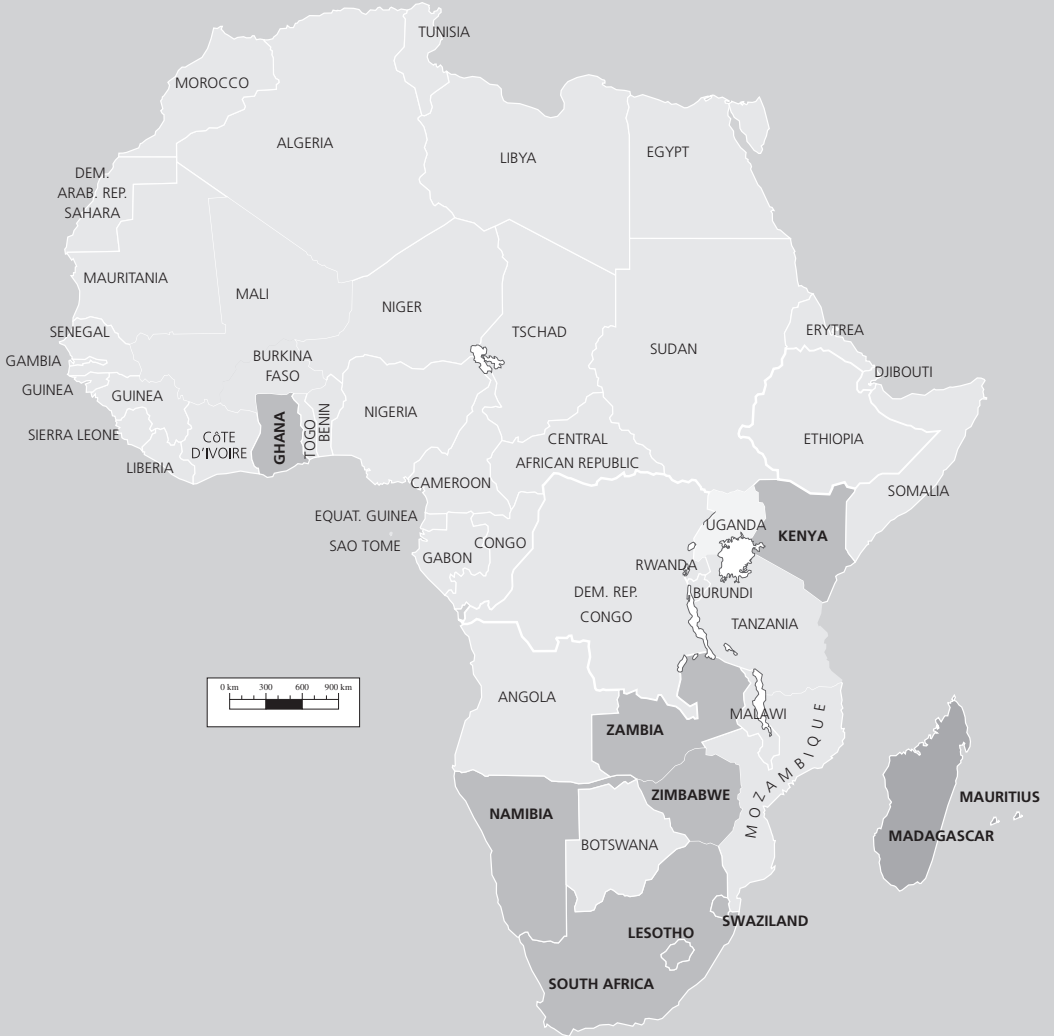 TUNISIA
MOROCCO
ALGERIA
LIBYA
EGYPT
DEM.
ARAB. REP.
SAHARA
MAURITANIA
MALI
NIGER
TSCHAD
SUDAN
ERYTREA
SENEGAL
GAMBIA
BURKINA
FASO
DJIBOUTI
GUINEA
GUINEA
NIGERIA
GHANA
TOGO
BENIN
SIERRA LEONE
CôTE
D'IVOIRE
LIBERIA
CENTRAL
AFRICAN REPUBLIC
ETHIOPIA
CAMEROON
SOMALIA
EQUAT. GUINEA
SAO TOME
GABON
CONGO
UGANDA
KENYA
RWANDA
DEM. REP.
CONGO
BURUNDI
TANZANIA
0 km 300 600 900 km
ANGOLA
MALAWI
ZAMBIA
MOZAMBIQUE
NAMIBIA
ZIMBABWE
MAURITIUS
MADAGASCAR
BOTSWANA
SWAZILAND
LESOTHO
SOUTH AFRICA